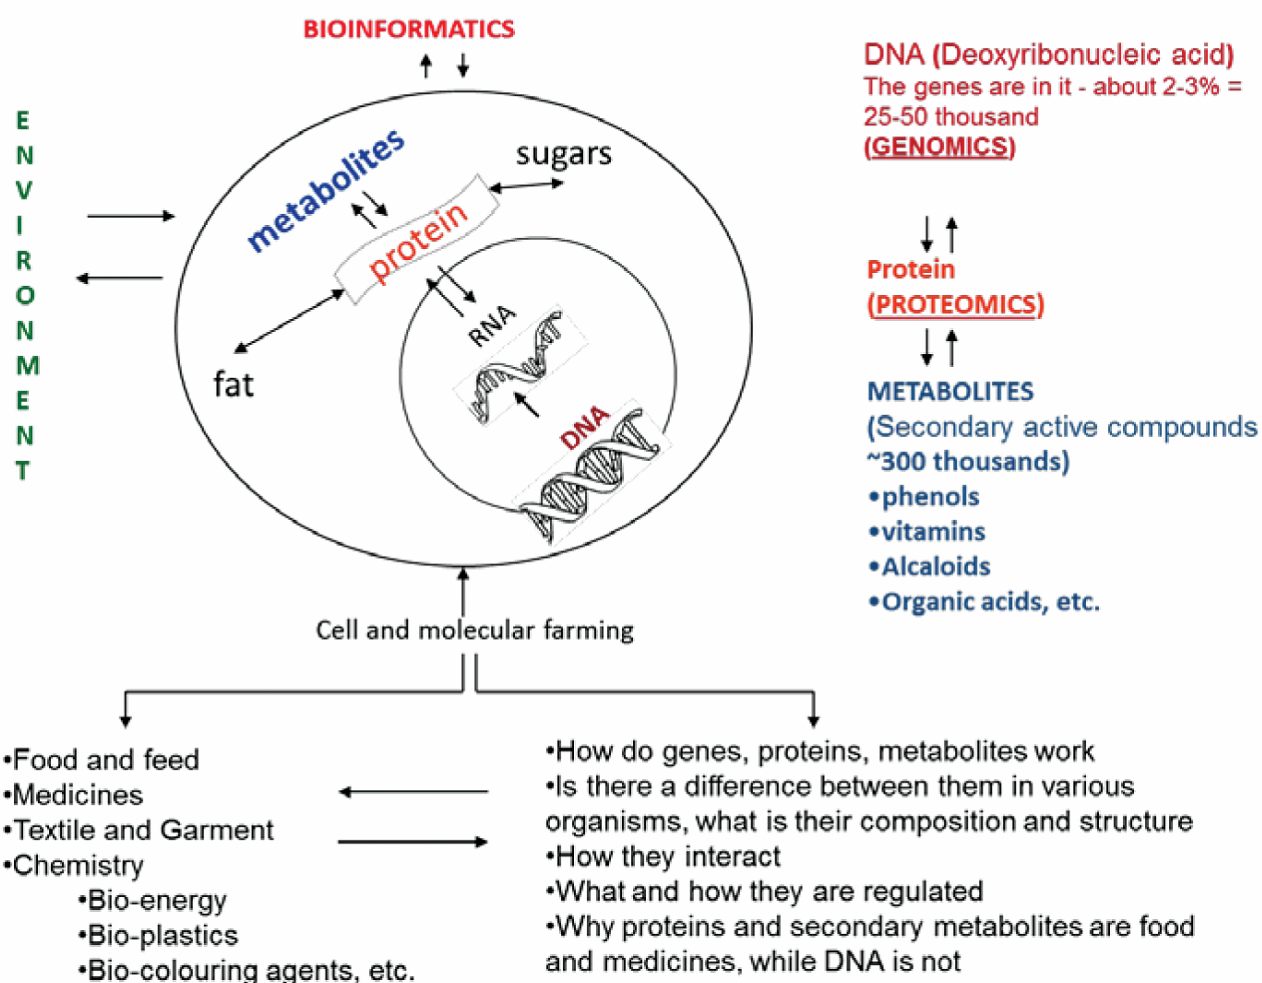 BIOINFORMATICS
ENVIRONMENT
metabolites
sugars
protein
RNA
fat
DNA
DNA (Deoxyribonucleic acid)
The genes are in it - about 2-3% =
25-50 thousand
(GENOMICS)
Protein
(PROTEOMICS)
METABOLITES
(Secondary active compounds
~300 thousands)
•phenols
•vitamins
•Alcaloids
•Organic acids, etc.
Cell and molecular farming
•Food and feed
•Medicines
•Textile and Garment
•Chemistry
•Bio-energy
•Bio-plastics
•Bio-colouring agents, etc.
•How do genes, proteins, metabolites work
•Is there a difference between them in various
organisms, what is their composition and structure
•How they interact
•What and how they are regulated
•Why proteins and secondary metabolites are food
and medicines, while DNA is not